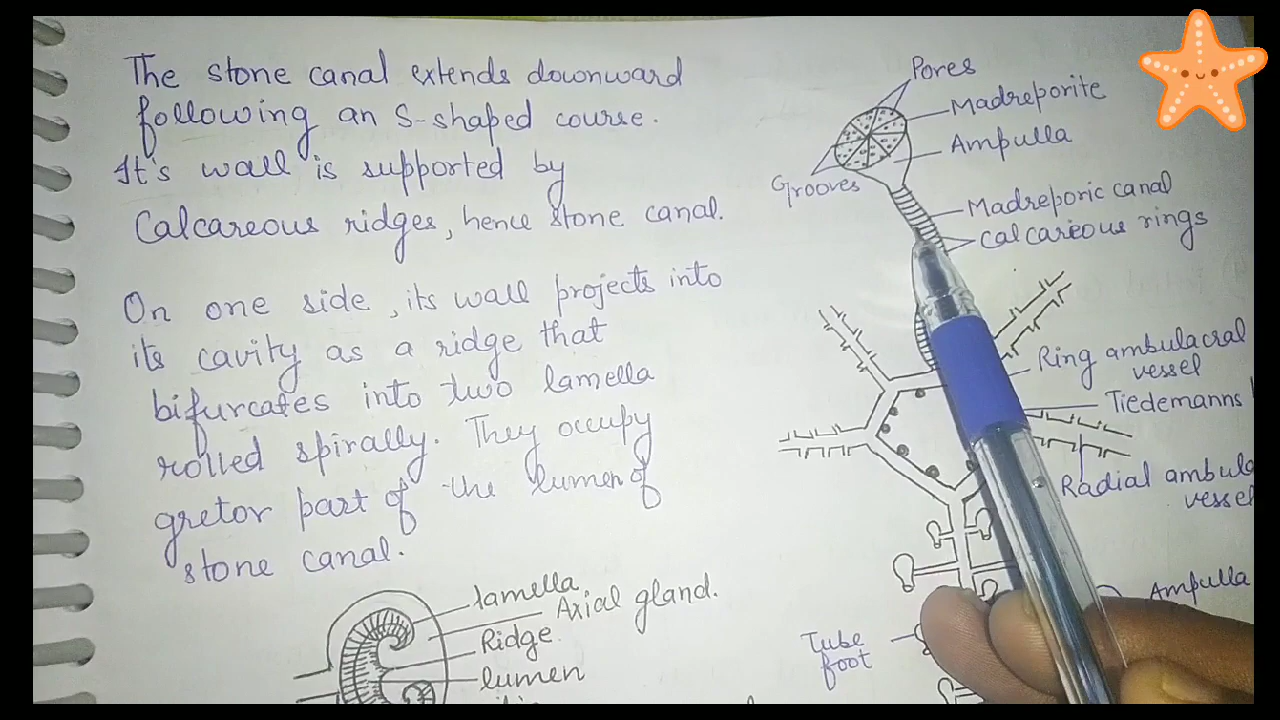 The stone canal extends downward
following an S-shaped course.
It's wall is supported by
Calcareous ridges, hence stone canal.
On one side, its wall projects into
its cavity as a ridge that
bifurcates into two lamella
rolled spirally. They occupy
gretor part of the lumen of
stone canal.
lamella
Axial gland.
Ridge
lumen
Pores
Madreporite
Ampulla
Grooves
Madreporic canal
Calcareous rings
Ring ambulacral
vessel
Tiedemanns
Radial ambula
vessel
Ampulla
Tube
foot